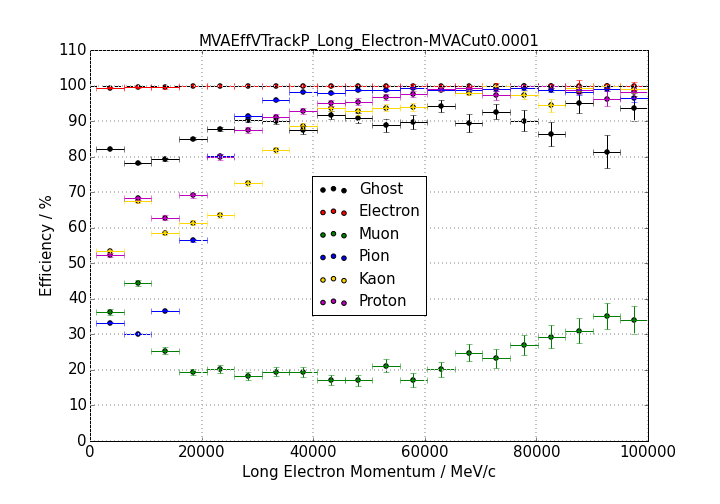 MVAEffVTrackP_Long_Electron-MVACut0.0001
110
100
90
80
70
60
50
40
30
20
10
0
Efficiency / %
Ghost
Electron
Muon
Pion
Kaon
Proton
0 20000 40000 60000 80000 100000
Long Electron Momentum / MeV/c